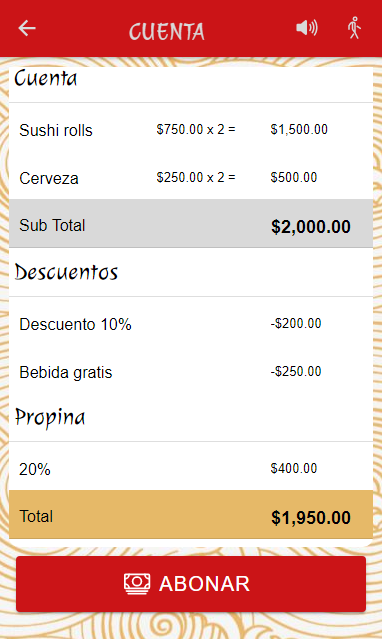 CUENTA
Cuenta
Sushi rolls $750.00 x 2 = $1,500.00
Cerveza $250.00 x 2 = $500.00
Sub Total $2,000.00
Descuentos
Descuento 10% -$200.00
Bebida gratis -$250.00
Propina
20% $400.00
Total $1,950.00
ABONAR